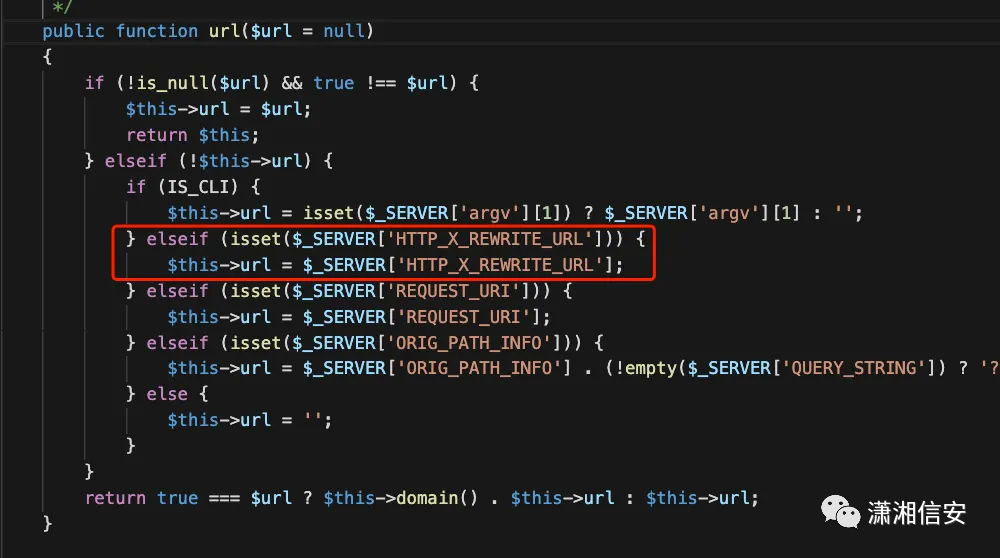 */
public function url($url = null)
{
if (!is_null($url) && true !== $url) {
$this->url = $url;
return $this;
} elseif (!$this->url) {
if (IS_CLI) {
$this->url = isset($_SERVER['argv'][1]) ? $_SERVER['argv'][1] : '';
} elseif (isset($_SERVER['HTTP_X_REWRITE_URL'])) {
$this->url = $_SERVER['HTTP_X_REWRITE_URL'];
} elseif (isset($_SERVER['REQUEST_URI'])) {
$this->url = $_SERVER['REQUEST_URI'];
} elseif (isset($_SERVER['ORIG_PATH_INFO'])) {
$this->url = $_SERVER['ORIG_PATH_INFO'] . (!empty($_SERVER['QUERY_STRING']) ? '?
} else {
$this->url = '';
}
}
return true === $url ? $this->domain() . $this->url : $this->url;
}
潇湘信安